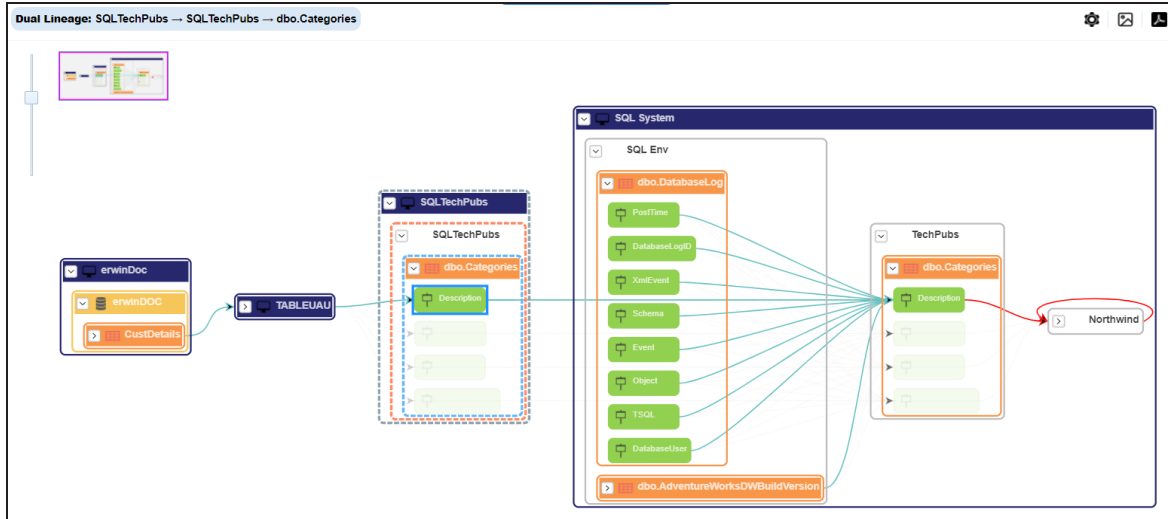 Dual Lineage: SQLTechPubs → SQLTechPubs → dbo.Categories
SQL System
SQL Env
dbo.DatabaseLog
PostTime
DatabaseLogID
XmlEvent
Schema
Event
Object
TSQL
DatabaseUser
dbo.AdventureWorksDWBuildVersion
SQLTechPubs
SQLTechPubs
dbo.Categories
Description
erwinDoc
erwinDOC
CustDetails
TABLEUAU
TechPubs
dbo.Categories
Description
Northwind